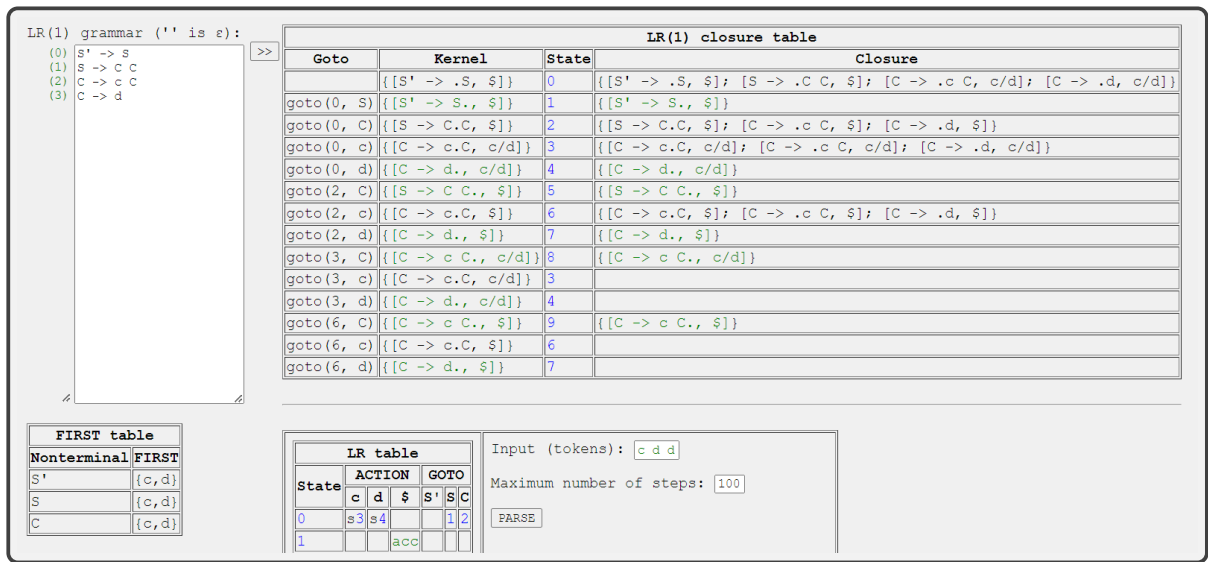 LR(1) grammar ('' is ε):
(0) S' -> S
(1) S -> C C
(2) C -> c C
(3) C -> d
>>
LR(1) closure table
Goto Kernel State Closure
{[S' -> .S, $]} 0 {[S' -> .S, $]; [S -> .C C, $]; [C -> .c C, c/d]; [C -> .d, c/d]}
goto(0, S) {[S' -> S., $]} 1 {[S' -> S., $]}
goto(0, C) {[S -> C.C, $]} 2 {[S -> C.C, $]; [C -> .c C, $]; [C -> .d, $]}
goto(0, c) {[C -> c.C, c/d]} 3 {[C -> c.C, c/d]; [C -> .c C, c/d]; [C -> .d, c/d]}
goto(0, d) {[C -> d., c/d]} 4 {[C -> d., c/d]}
goto(2, C) {[S -> C C., $]} 5 {[S -> C C., $]}
goto(2, c) {[C -> c.C, $]} 6 {[C -> c.C, $]; [C -> .c C, $]; [C -> .d, $]}
goto(2, d) {[C -> d., $]} 7 {[C -> d., $]}
goto(3, C) {[C -> c C., c/d]} 8 {[C -> c C., c/d]}
goto(3, c) {[C -> c.C, c/d]} 3
goto(3, d) {[C -> d., c/d]} 4
goto(6, C) {[C -> c C., $]} 9 {[C -> c C., $]}
goto(6, c) {[C -> c.C, $]} 6
goto(6, d) {[C -> d., $]} 7
FIRST table
Nonterminal FIRST
S' {c,d}
S {c,d}
C {c,d}
LR table
State ACTION GOTO
c d $ S' S C
0 s3 s4 1 2
1 acc
Input (tokens): c d d
Maximum number of steps: 100
PARSE